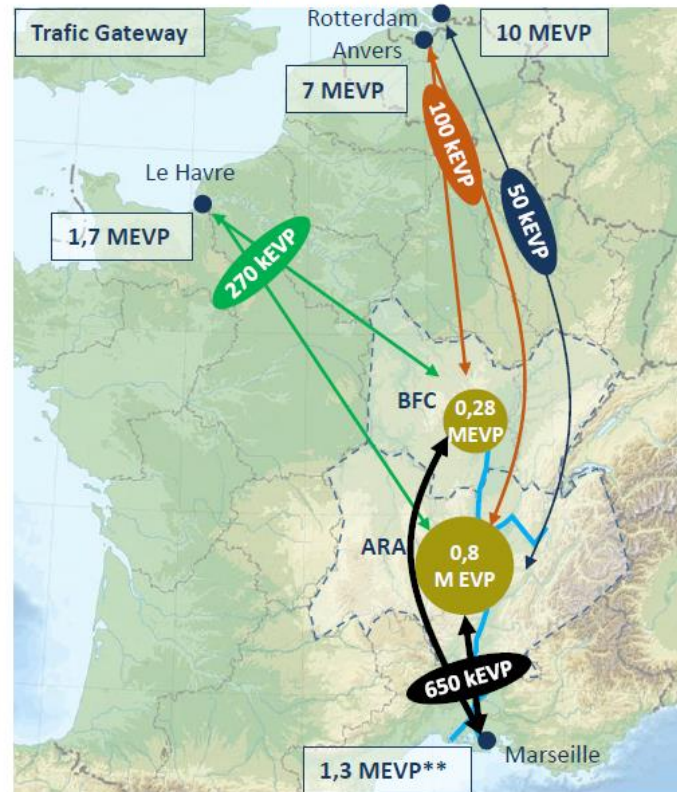 Trafic Gateway
Rotterdam
10 MEVP
Anvers
7 MEVP
100 kEVP
50 kEVP
Le Havre
1,7 MEVP
270 kEVP
BFC
0,28
MEVP
ARA
0,8
M EVP
650 kEVP
Marseille
1,3 MEVP**